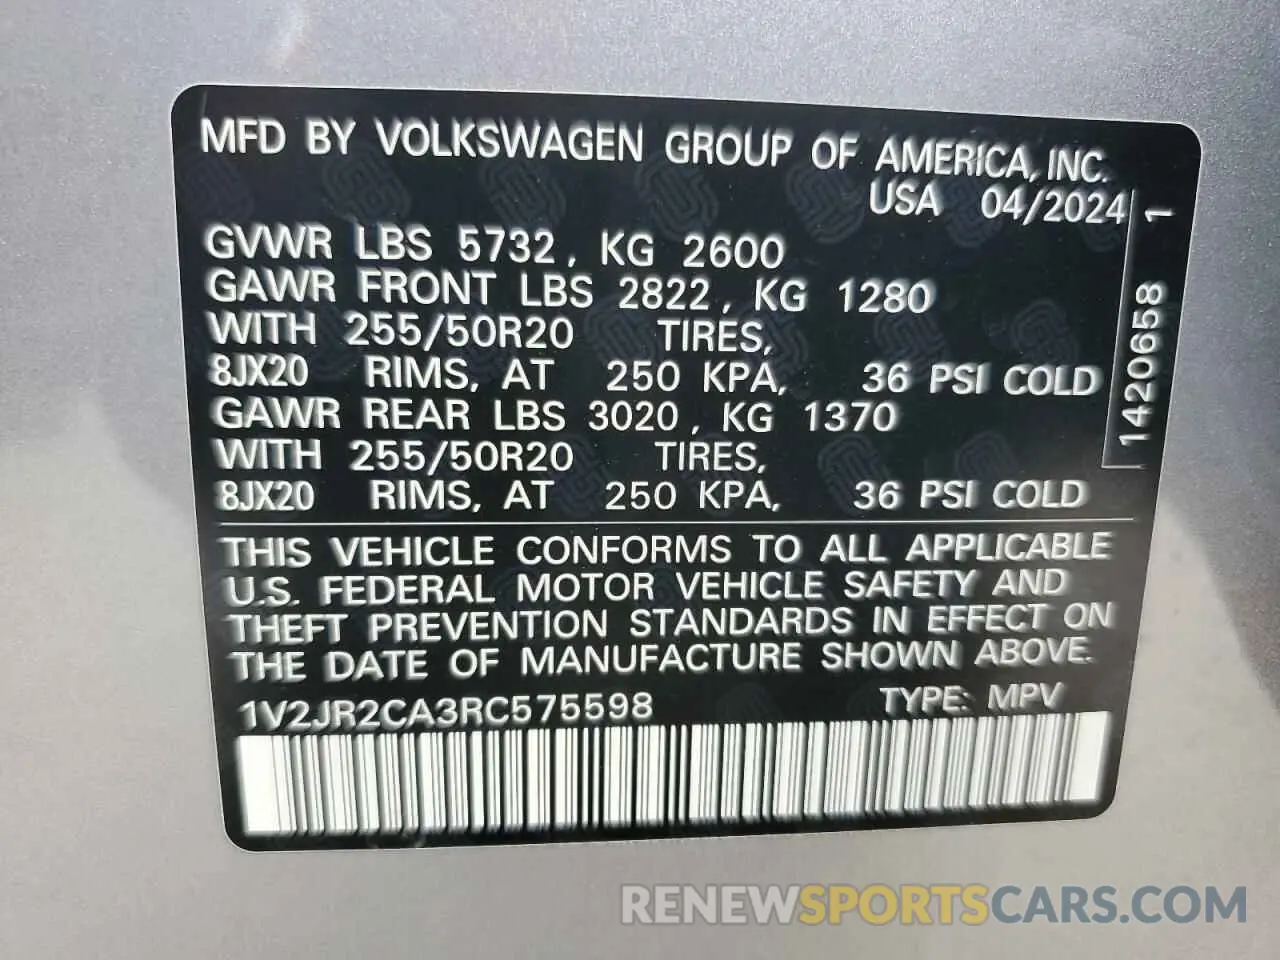 MFD BY VOLKSWAGEN GROUP OF AMERICA, INC.
USA 04/2024
GVWR LBS 5732, KG 2600
GAWR FRONT LBS 2822, KG 1280
WITH 255/50R20 TIRES,
8JX20 RIMS, AT 250 KPA, 36 PSI COLD
GAWR REAR LBS 3020, KG 1370
WITH 255/50R20 TIRES,
8JX20 RIMS, AT 250 KPA, 36 PSI COLD
THIS VEHICLE CONFORMS TO ALL APPLICABLE
U.S. FEDERAL MOTOR VEHICLE SAFETY AND
THEFT PREVENTION STANDARDS IN EFFECT ON
THE DATE OF MANUFACTURE SHOWN ABOVE.
1V2JR2CA3RC575598 TYPE: MPV
1420658 1
RENEWSPORTSCARS.COM